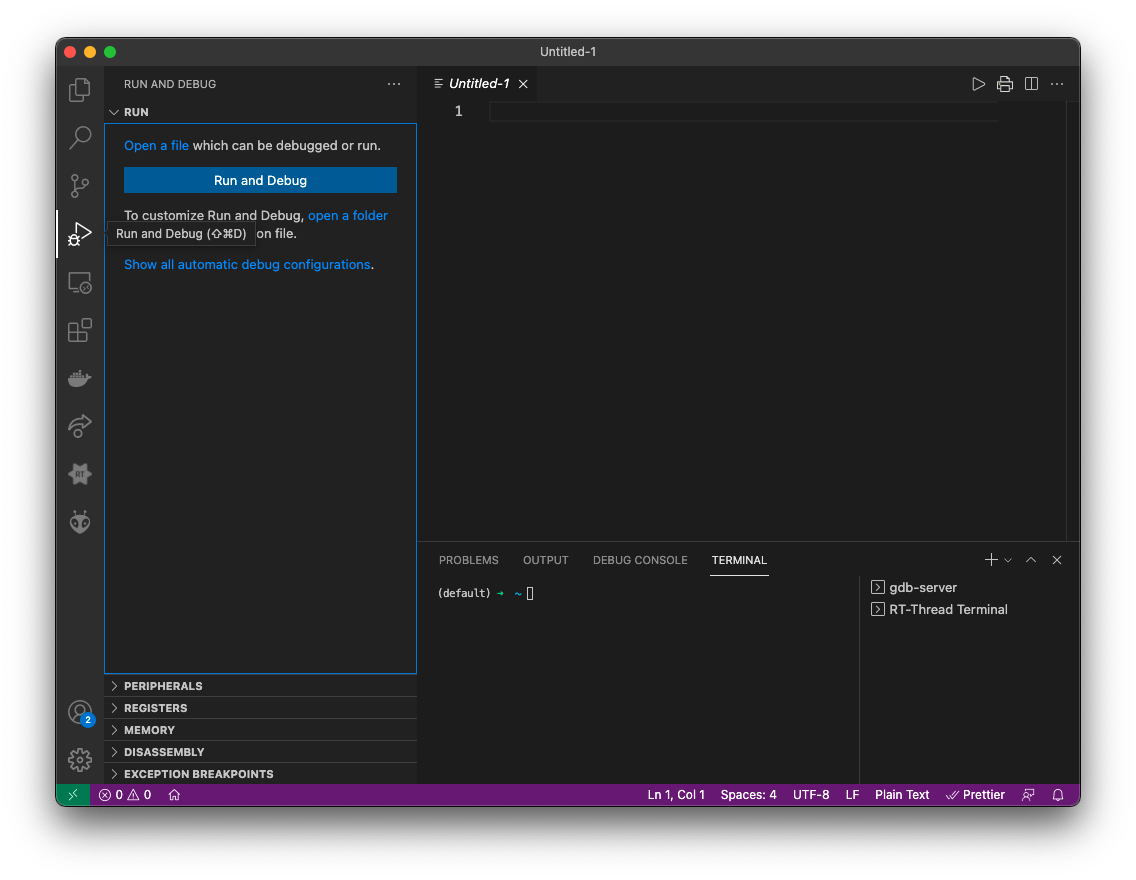 Untitled-1
RUN AND DEBUG
RUN
Open a file which can be debugged or run.
Run and Debug
To customize Run and Debug, open a folder
Run and Debug (⇧⌘D) on file.
Show all automatic debug configurations.
RT
2
PERIPHERALS
REGISTERS
MEMORY
DISASSEMBLY
EXCEPTION BREAKPOINTS
Untitled-1
1
PROBLEMS OUTPUT DEBUG CONSOLE TERMINAL
(default) → ~
gdb-server
RT-Thread Terminal
0 0 Ln 1, Col 1 Spaces: 4 UTF-8 LF Plain Text Prettier